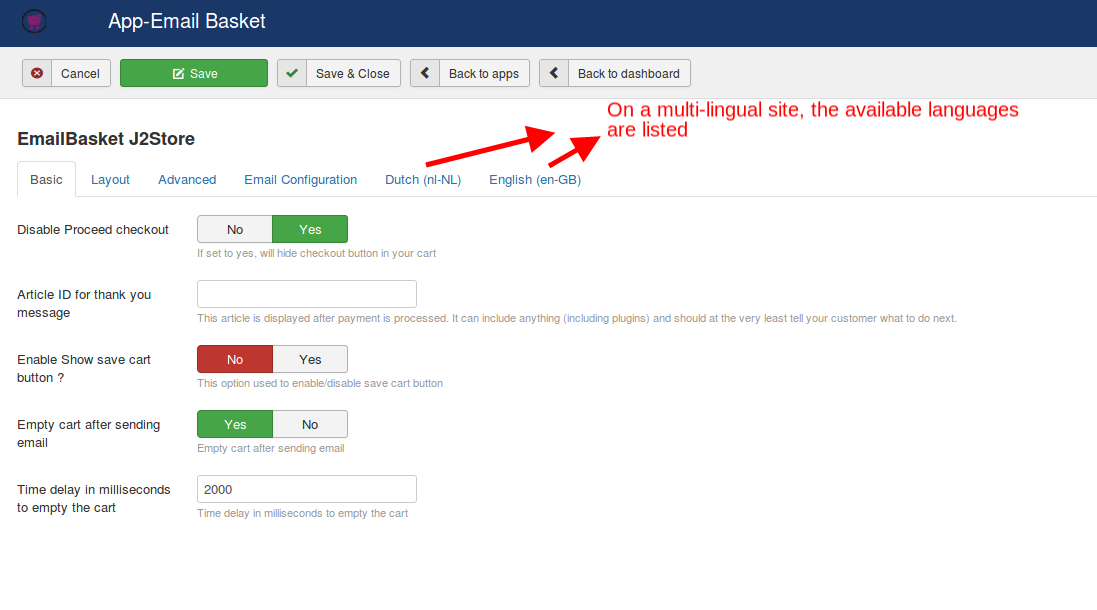 App-Email Basket
Cancel Save Save & Close Back to apps Back to dashboard
On a multi-lingual site, the available languages
are listed
EmailBasket J2Store
Basic Layout Advanced Email Configuration Dutch (nl-NL) English (en-GB)
Disable Proceed checkout No Yes
If set to yes, will hide checkout button in your cart
Article ID for thank you
message
This article is displayed after payment is processed. It can include anything (including plugins) and should at the very least tell your customer what to do next.
Enable Show save cart
button ?
No Yes
This option used to enable/disable save cart button
Empty cart after sending
email
Yes No
Empty cart after sending email
Time delay in milliseconds
to empty the cart
2000
Time delay in milliseconds to empty the cart